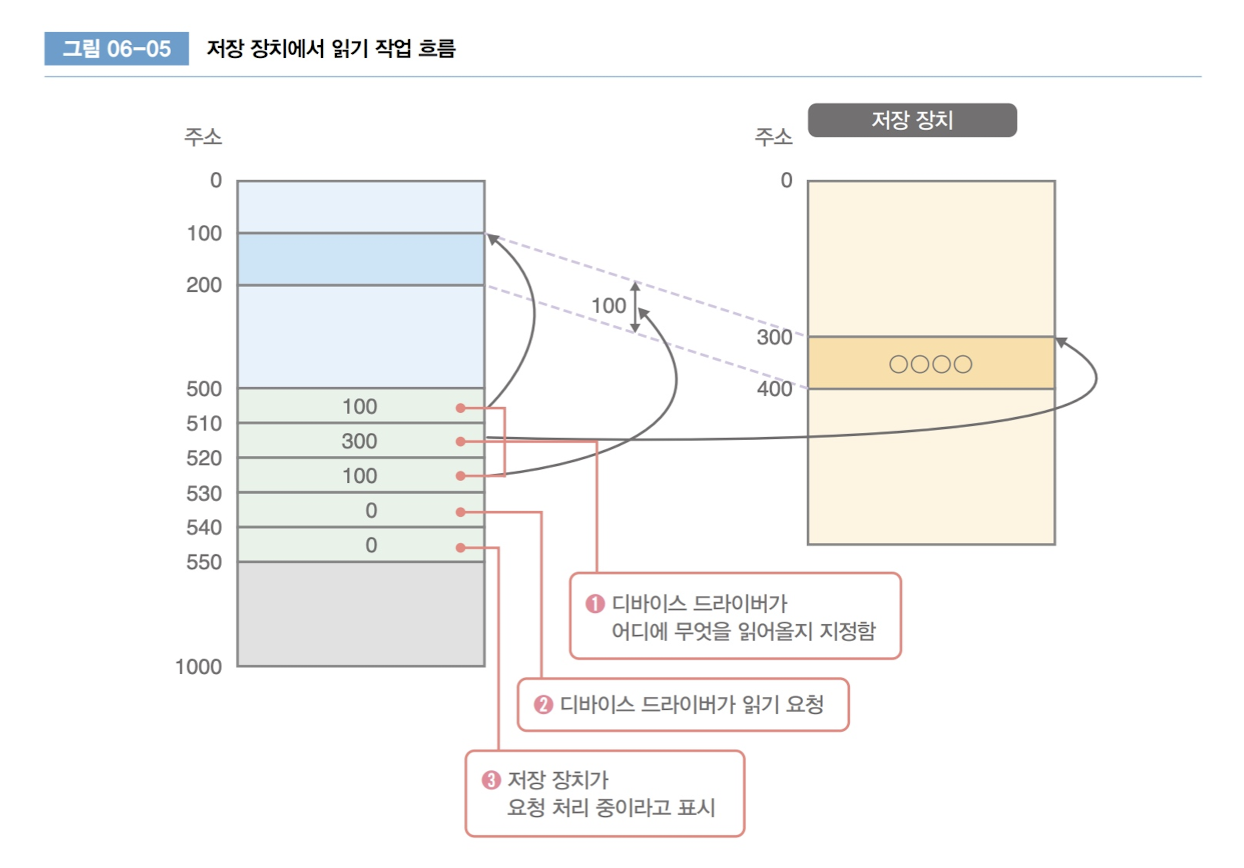 그림 06-05 저장 장치에서 읽기 작업 흐름
저장 장치
주소
주소
0
100
200
500
510
520
530
540
550
1000
100
300
100
0
0
100
0
300
400
○○○○
❶ 디바이스 드라이버가
어디에 무엇을 읽어올지 지정함
❷ 디바이스 드라이버가 읽기 요청
❸ 저장 장치가
요청 처리 중이라고 표시